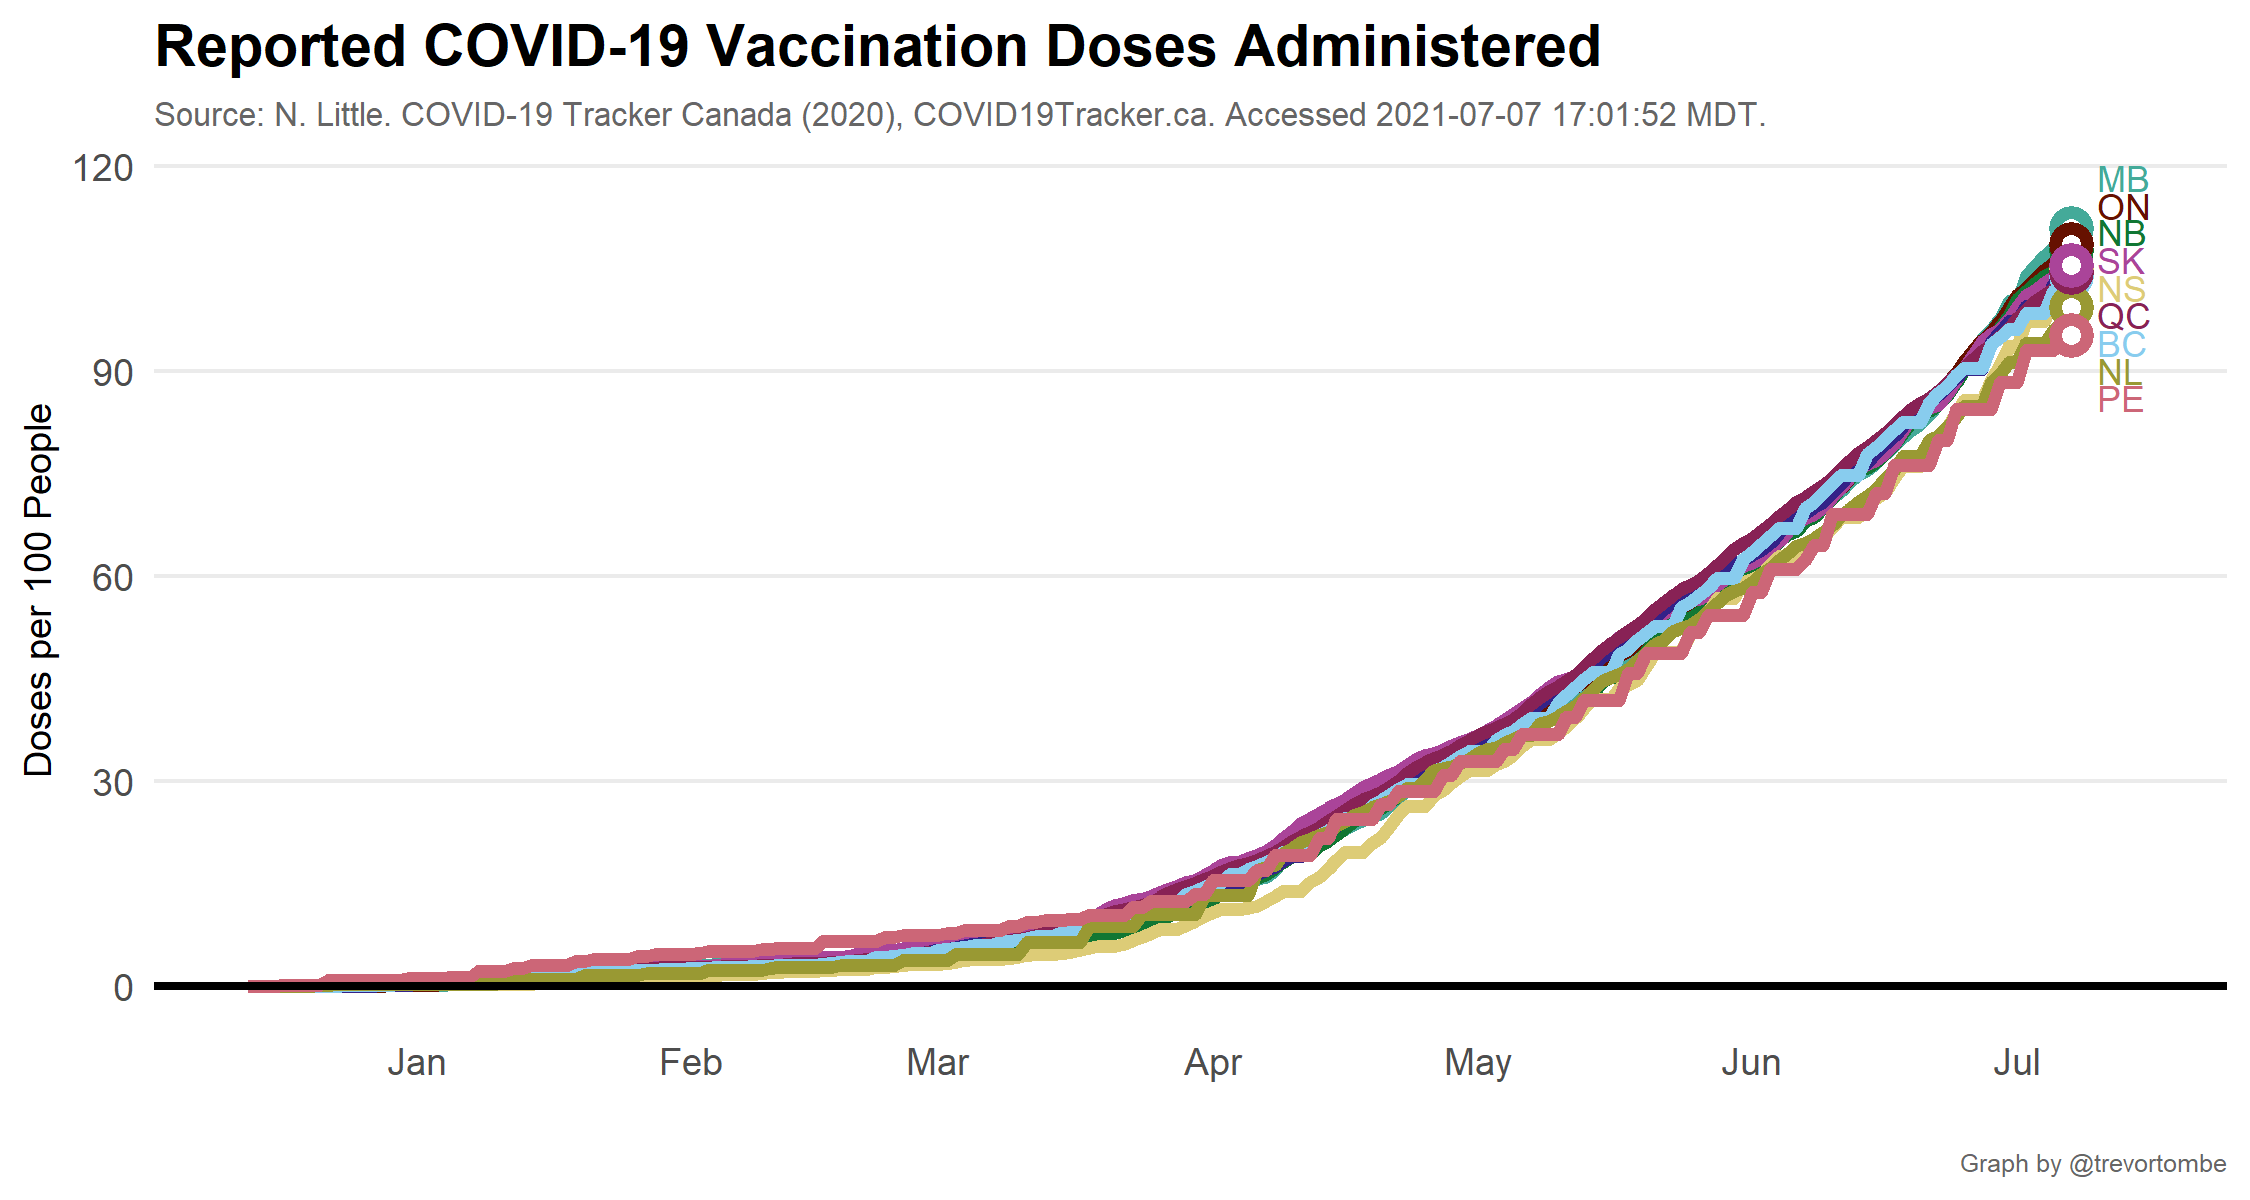 Reported COVID-19 Vaccination Doses Administered
Source: N. Little. COVID-19 Tracker Canada (2020), COVID19Tracker.ca. Accessed 2021-07-07 17:01:52 MDT.
Doses per 100 People
120
90
60
30
0
MB
ON
NB
SK
NS
QC
BC
NL
PE
Jan Feb Mar Apr May Jun Jul
Graph by @trevortombe